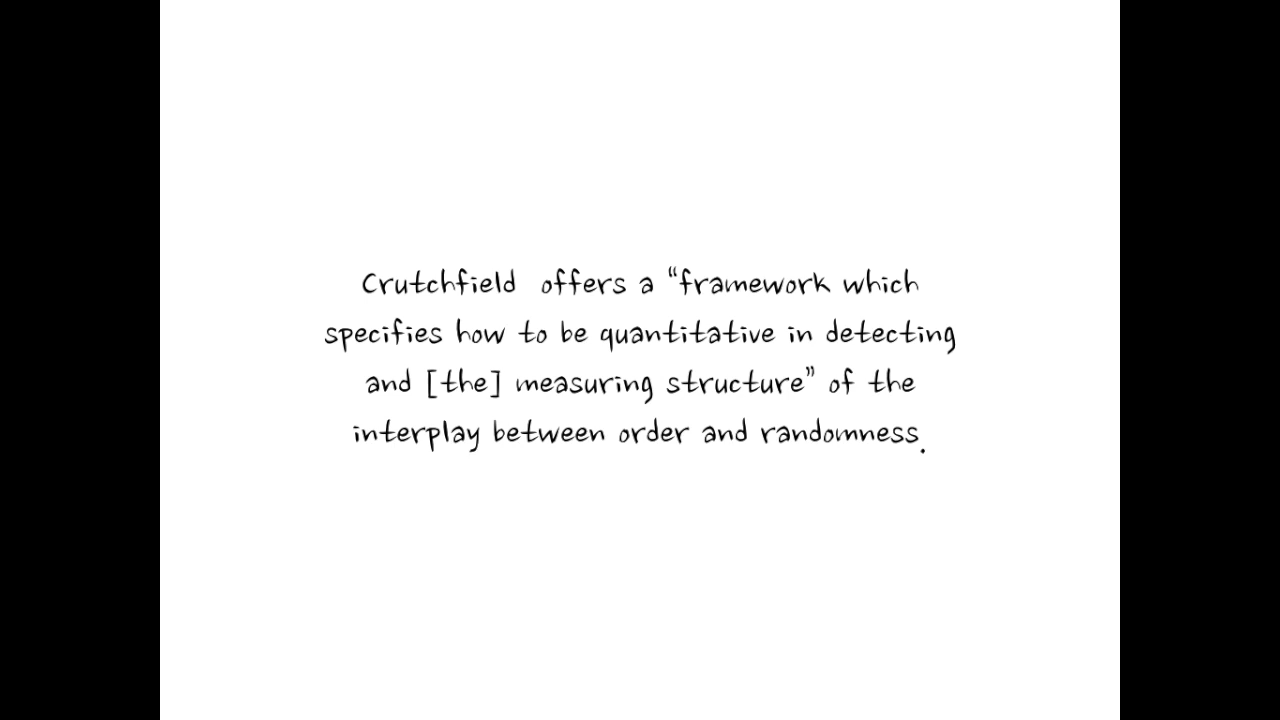 Crutchfield offers a “framework which
specifies how to be quantitative in detecting
and [the] measuring structure” of the
interplay between order and randomness.